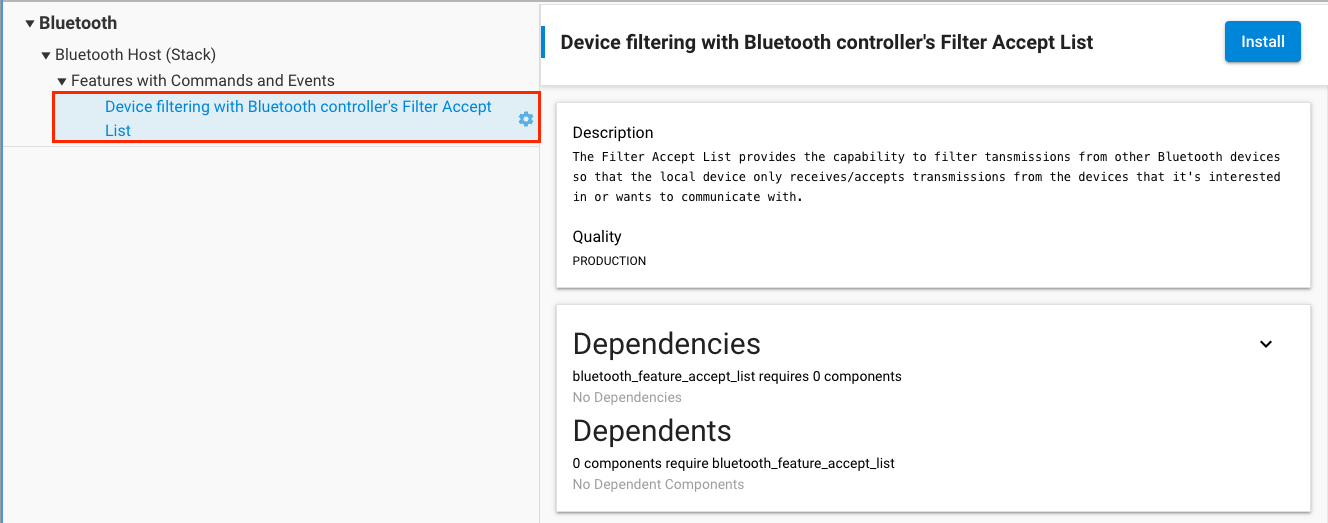 Bluetooth
Bluetooth Host (Stack)
Features with Commands and Events
Device filtering with Bluetooth controller's Filter Accept
List
Device filtering with Bluetooth controller's Filter Accept List
Install
Description
The Filter Accept List provides the capability to filter tansmissions from other Bluetooth devices
so that the local device only receives/accepts transmissions from the devices that it's interested
in or wants to communicate with.
Quality
PRODUCTION
Dependencies
bluetooth_feature_accept_list requires 0 components
No Dependencies
Dependents
0 components require bluetooth_feature_accept_list
No Dependent Components